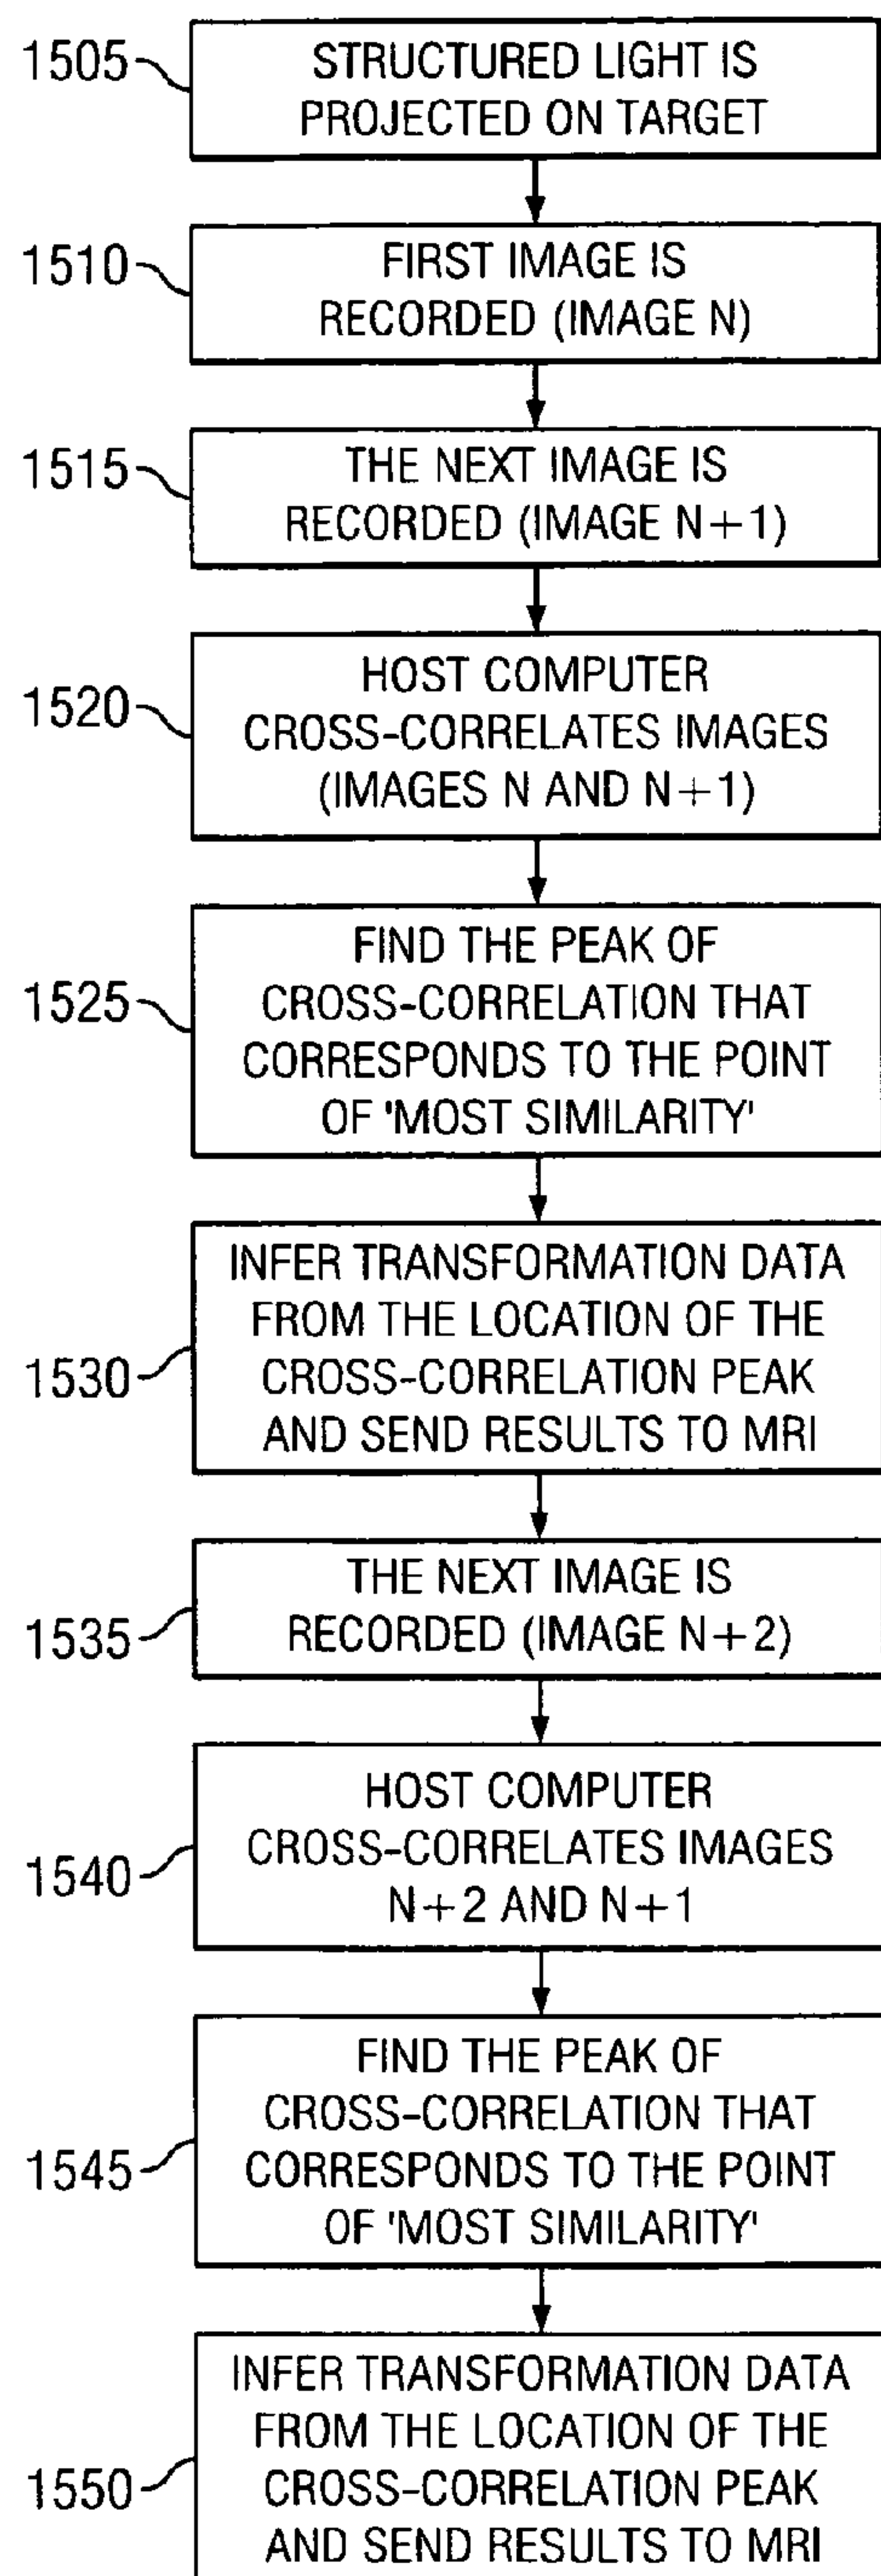 1505
STRUCTURED LIGHT IS
PROJECTED ON TARGET
1510
FIRST IMAGE IS
RECORDED (IMAGE N)
1515
THE NEXT IMAGE IS
RECORDED (IMAGE N+1)
1520
HOST COMPUTER
CROSS-CORRELATES IMAGES
(IMAGES N AND N+1)
1525
FIND THE PEAK OF
CROSS-CORRELATION THAT
CORRESPONDS TO THE POINT
OF 'MOST SIMILARITY'
1530
INFER TRANSFORMATION DATA
FROM THE LOCATION OF THE
CROSS-CORRELATION PEAK
AND SEND RESULTS TO MRI
1535
THE NEXT IMAGE IS
RECORDED (IMAGE N+2)
1540
HOST COMPUTER
CROSS-CORRELATES IMAGES
N+2 AND N+1
1545
FIND THE PEAK OF
CROSS-CORRELATION THAT
CORRESPONDS TO THE POINT
OF 'MOST SIMILARITY'
1550
INFER TRANSFORMATION DATA
FROM THE LOCATION OF THE
CROSS-CORRELATION PEAK
AND SEND RESULTS TO MRI